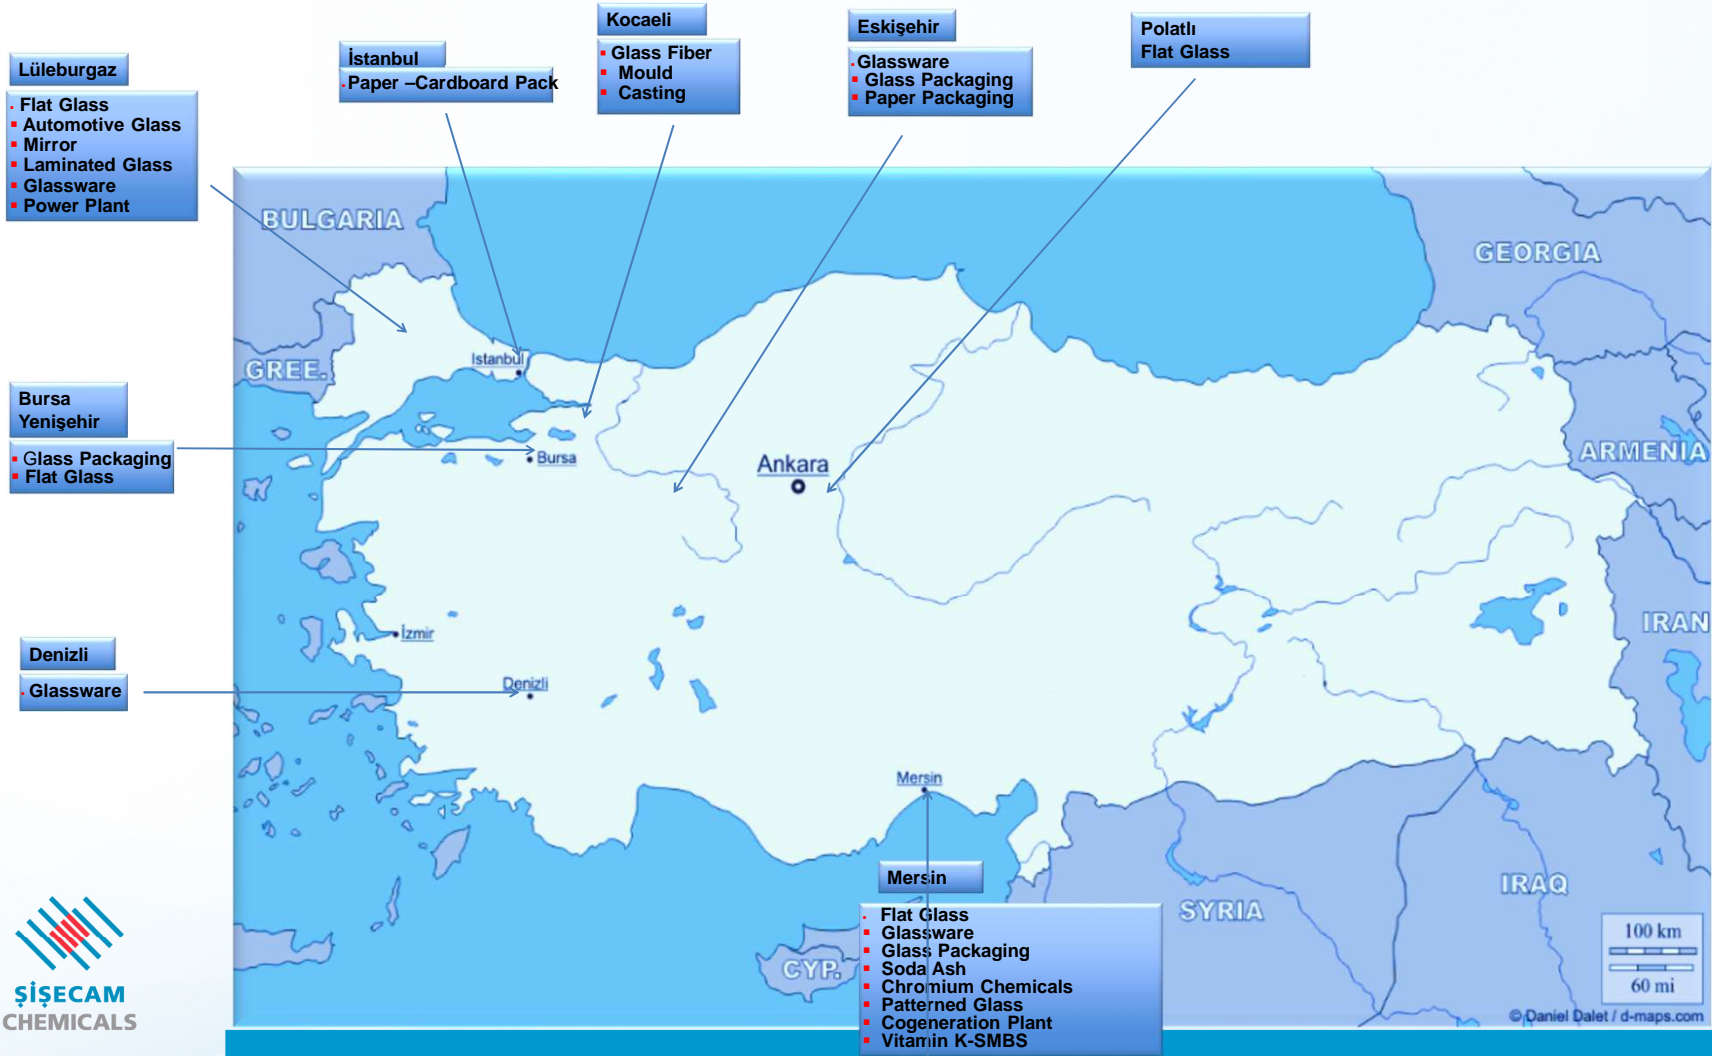 Kocaeli
Glass Fiber
Mould
Casting
Eskişehir
Glassware
Glass Packaging
Paper Packaging
Polatlı
Flat Glass
İstanbul
Paper –Cardboard Pack
Lüleburgaz
Flat Glass
Automotive Glass
Mirror
Laminated Glass
Glassware
Power Plant
BULGARIA
GEORGIA
Istanbul
GREE.
Bursa
Yenişehir
Glass Packaging
Flat Glass
Bursa
Ankara
ARMENIA
İzmir
IRAN
Denizli
Glassware
Denizli
Mersin
Mersin
Flat Glass
Glassware
Glass Packaging
Soda Ash
Chromium Chemicals
Patterned Glass
Cogeneration Plant
Vitamin K-SMBS
CYP.
SYRIA
IRAQ
100 km
60 mi
© Daniel Dalet / d-maps.com
ŞİŞECAM
CHEMICALS